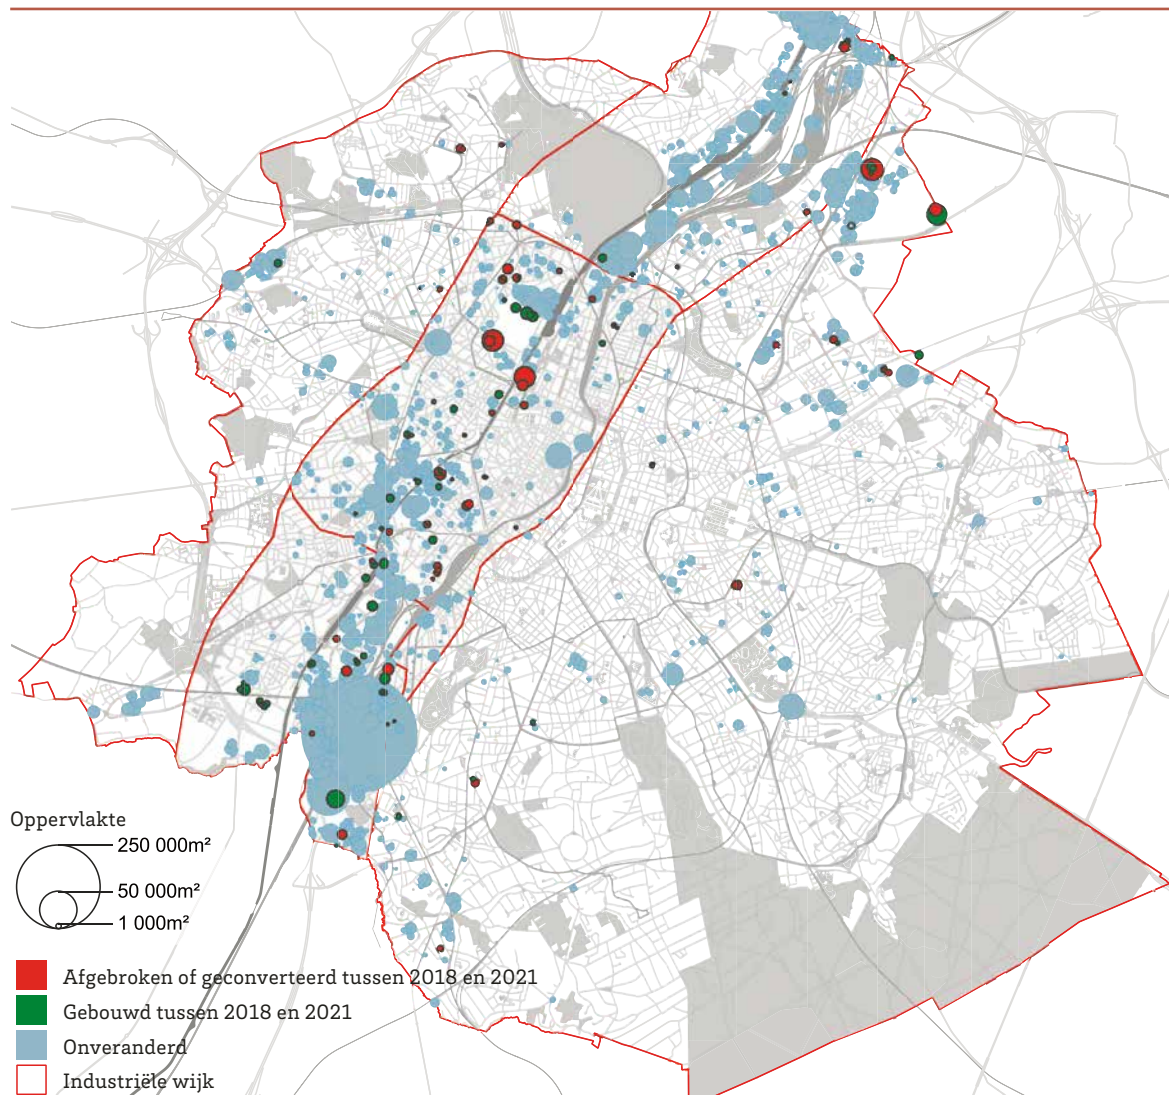 Oppervlakte
250 000m²
50 000m²
1 000m²
Afgebroken of geconverteerd tussen 2018 en 2021
Gebouwd tussen 2018 en 2021
Onveranderd
Industriële wijk